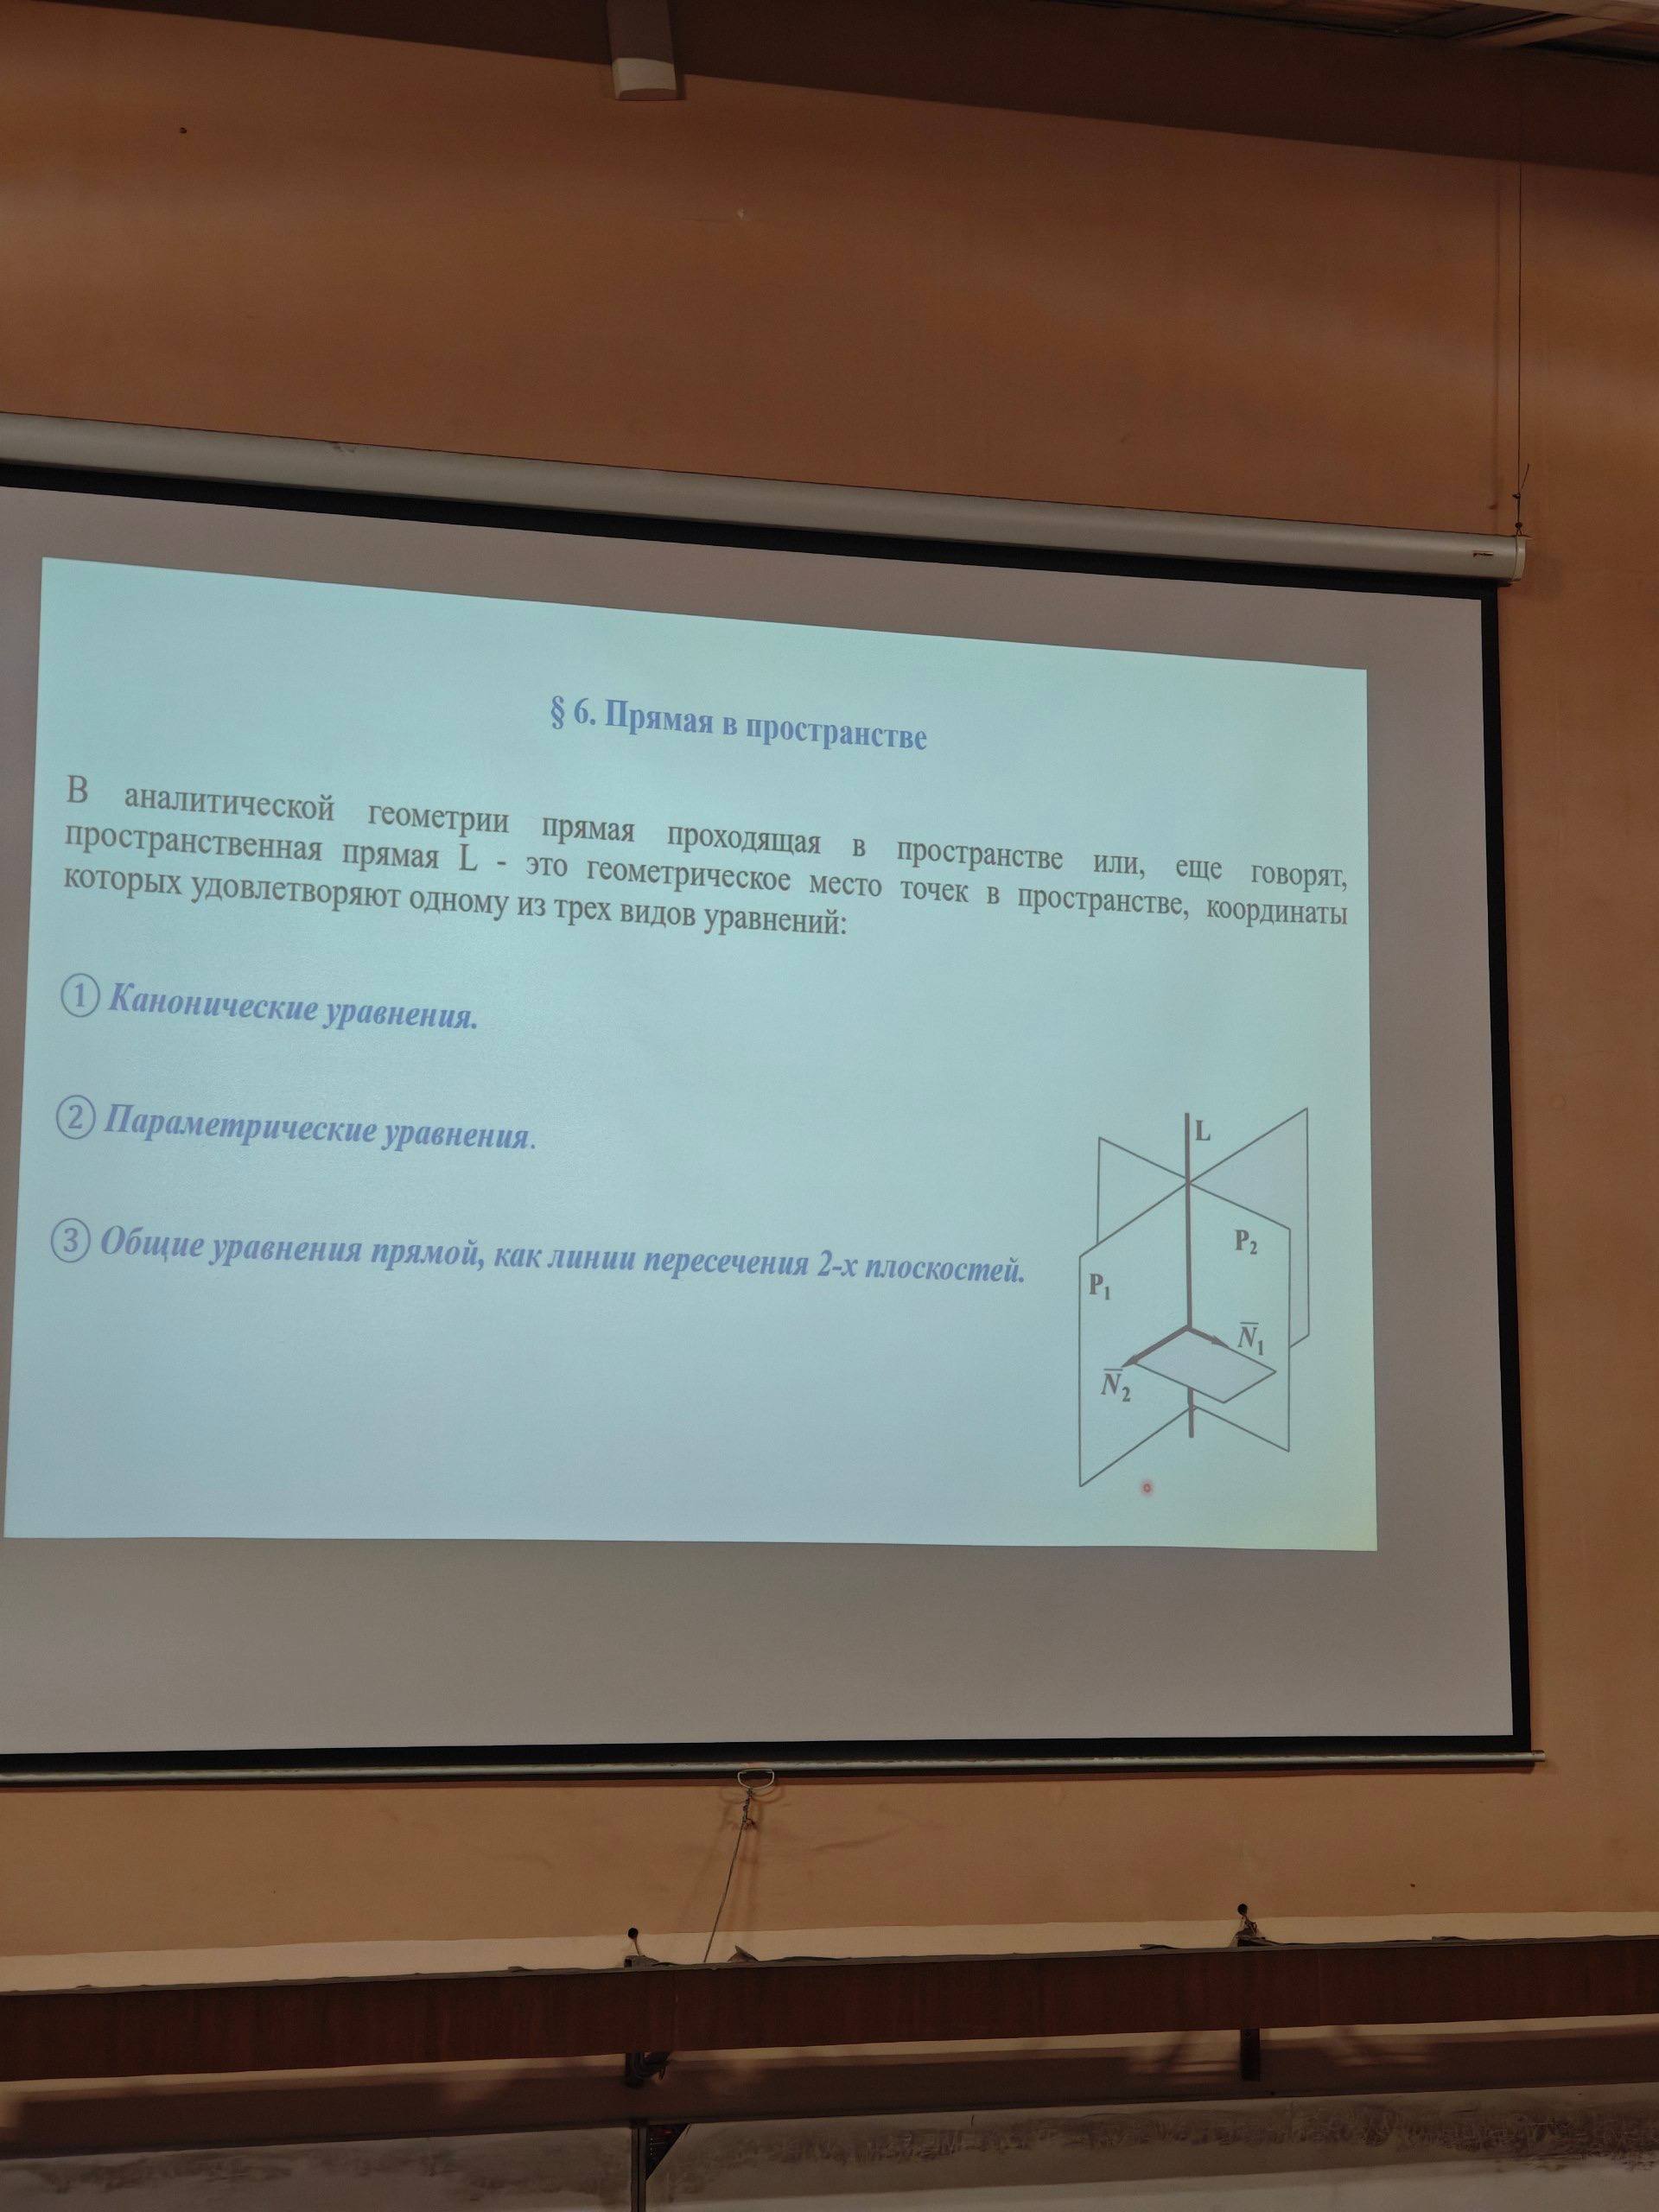 § 6. Прямая в пространстве
В аналитической геометрии прямая проходящая в пространстве или, еще говорят,
пространственная прямая L - это геометрическое место точек в пространстве, координаты
которых удовлетворяют одному из трех видов уравнений:
① Канонические уравнения.
② Параметрические уравнения.
③ Общие уравнения прямой, как линии пересечения 2-х плоскостей.
L
P₂
P₁
N̅₁
N̅₂